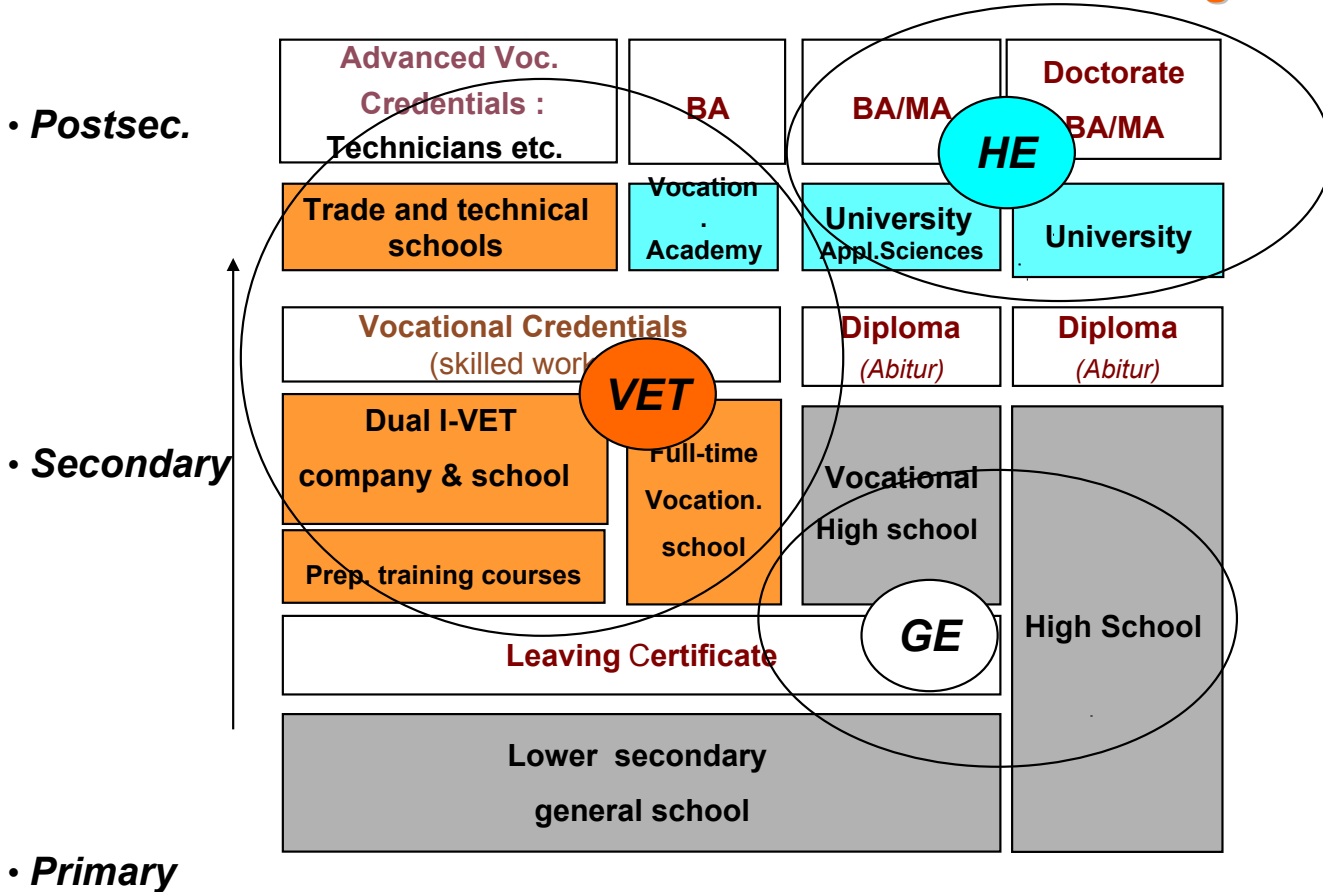 • Postsec.
Advanced Voc.
Credentials :
Technicians etc.
BA
BA/MA
Doctorate
BA/MA
HE
Trade and technical
schools
Vocation
.
Academy
University
Appl.Sciences
University
Vocational Credentials
(skilled work
Diploma
(Abitur)
Diploma
(Abitur)
VET
• Secondary
Dual I-VET
company & school
Full-time
Vocation.
school
Vocational
High school
Prep. training courses
High School
GE
Leaving Certificate
Lower secondary
general school
• Primary